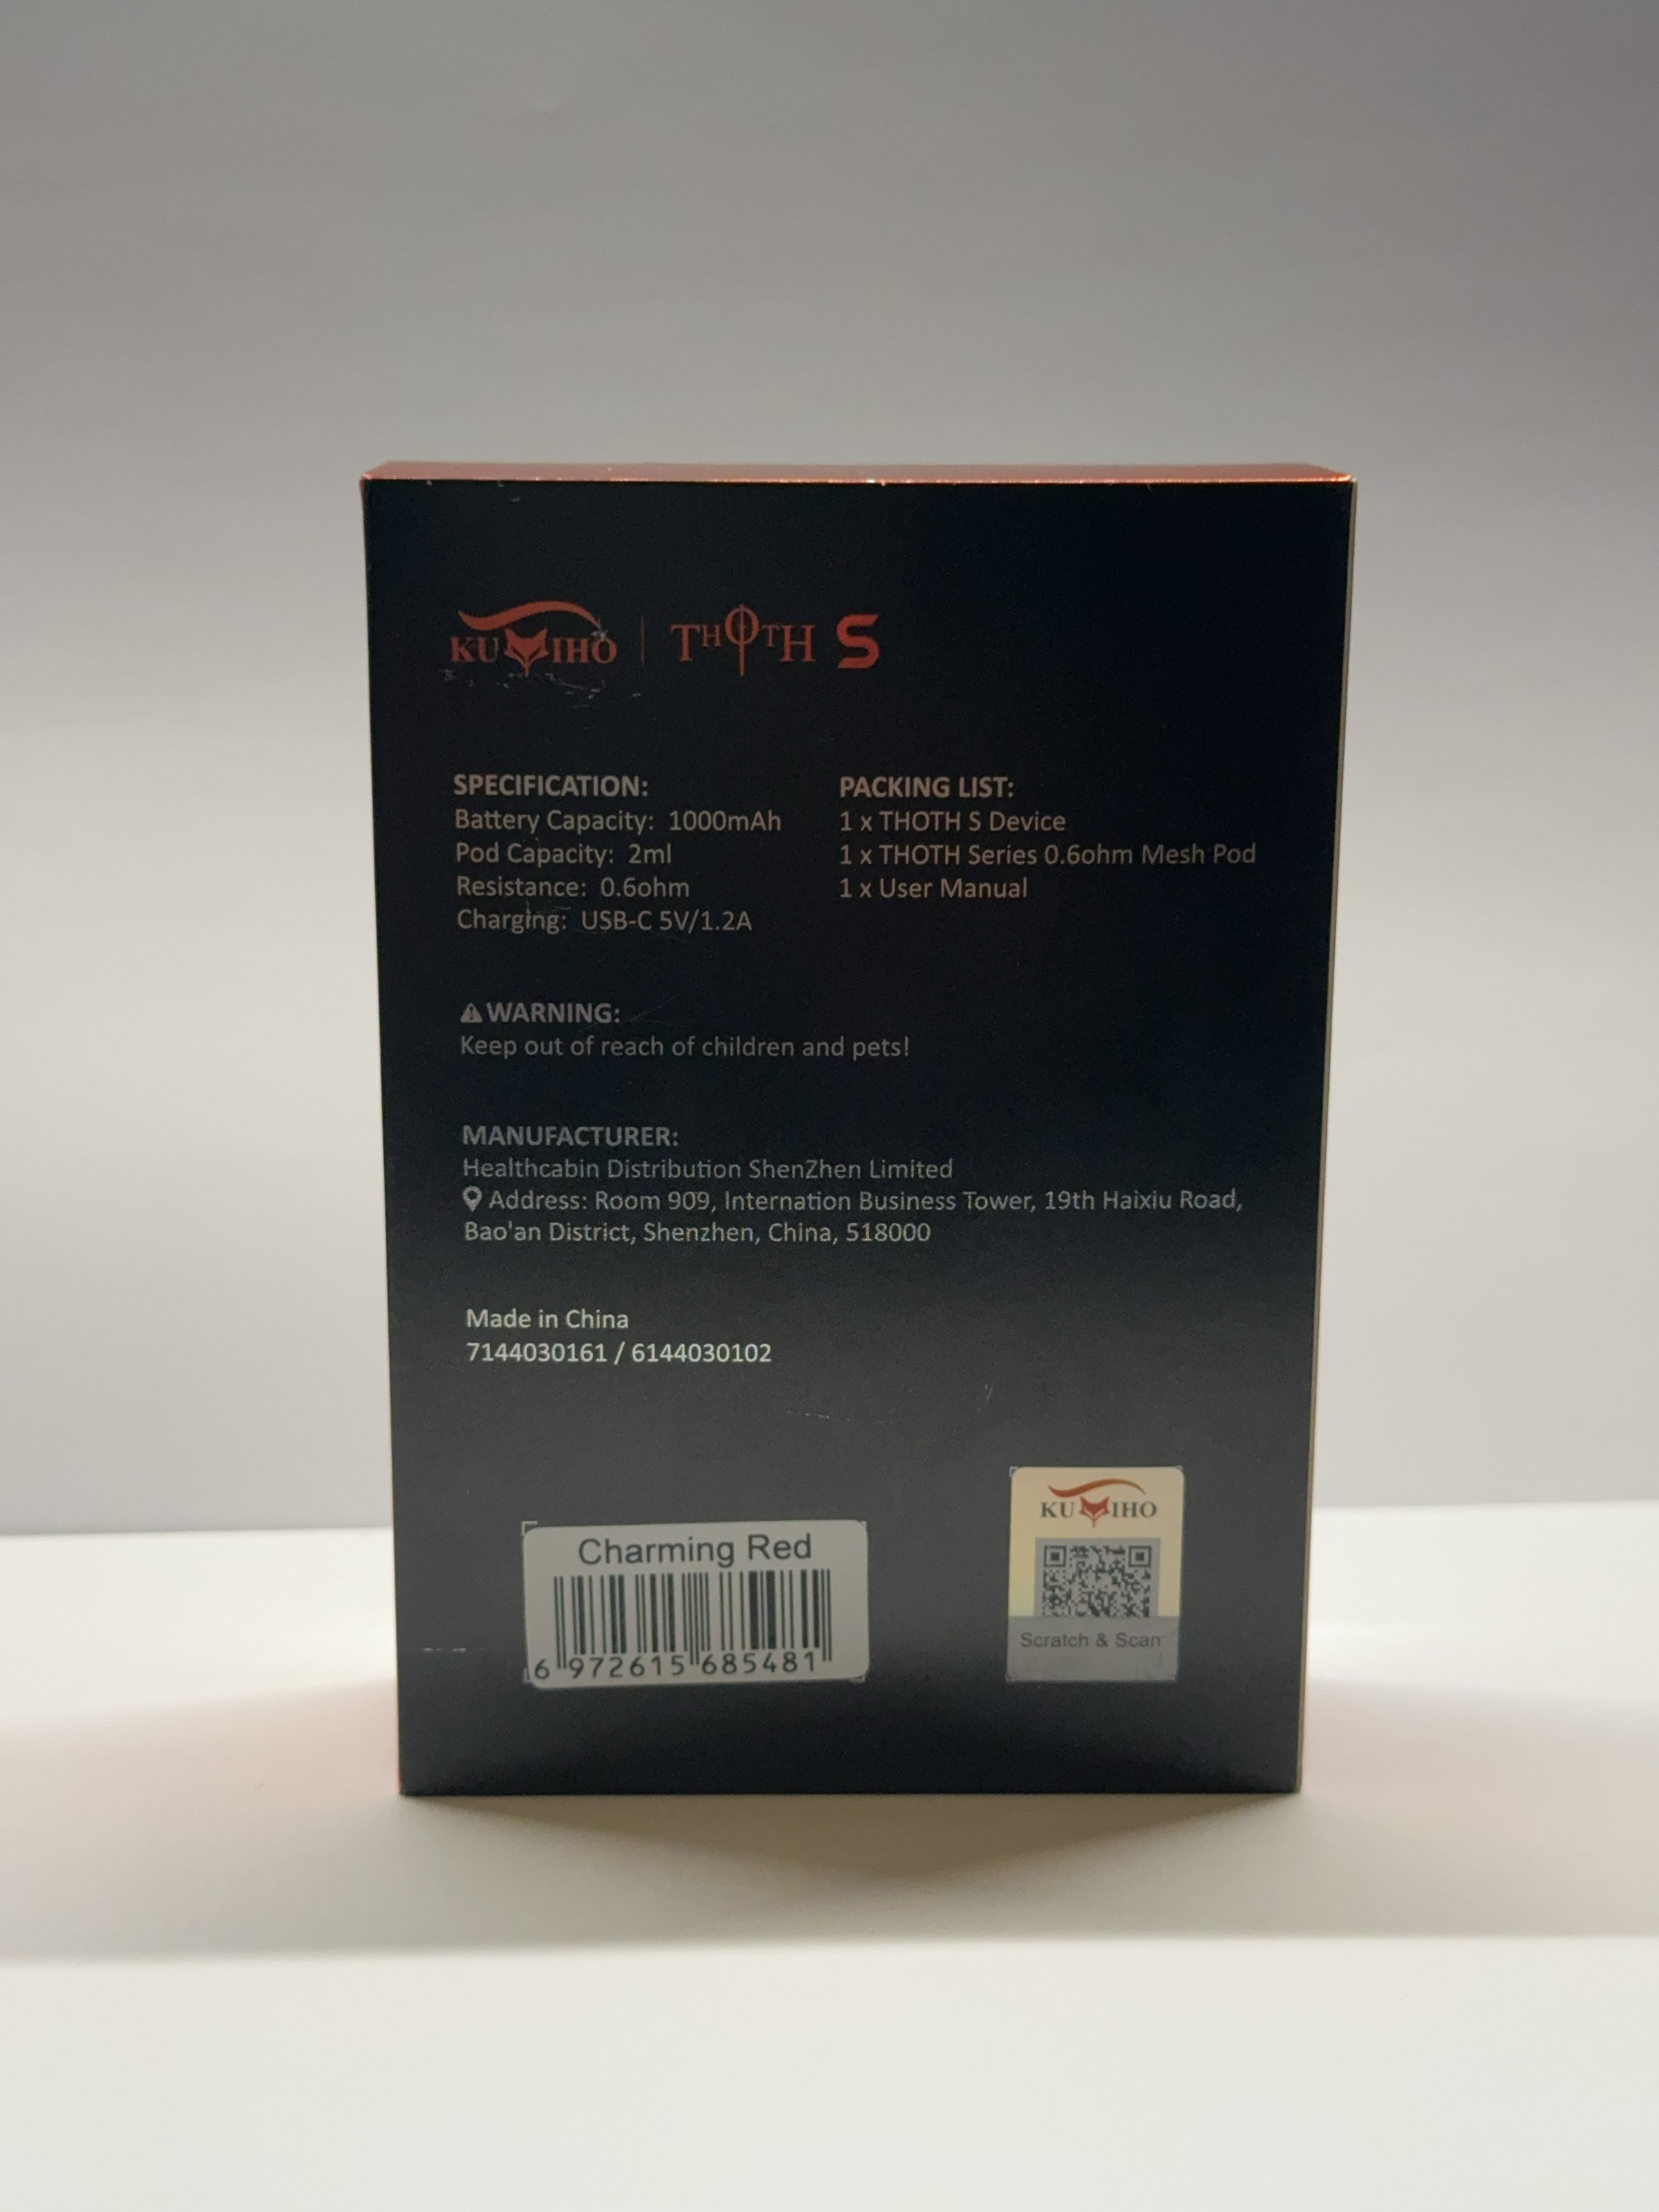 KUMIHO | THOTH S
SPECIFICATION:
Battery Capacity: 1000mAh
Pod Capacity: 2ml
Resistance: 0.6ohm
Charging: USB-C 5V/1.2A
PACKING LIST:
1 x THOTH S Device
1 x THOTH Series 0.6ohm Mesh Pod
1 x User Manual
WARNING:
Keep out of reach of children and pets!
MANUFACTURER:
Healthcabin Distribution ShenZhen Limited
Address: Room 909, Internation Business Tower, 19th Haixiu Road,
Bao'an District, Shenzhen, China, 518000
Made in China
7144030161 / 6144030102
Charming Red
6 972615 685481
KUMIHO
Scratch & Scan